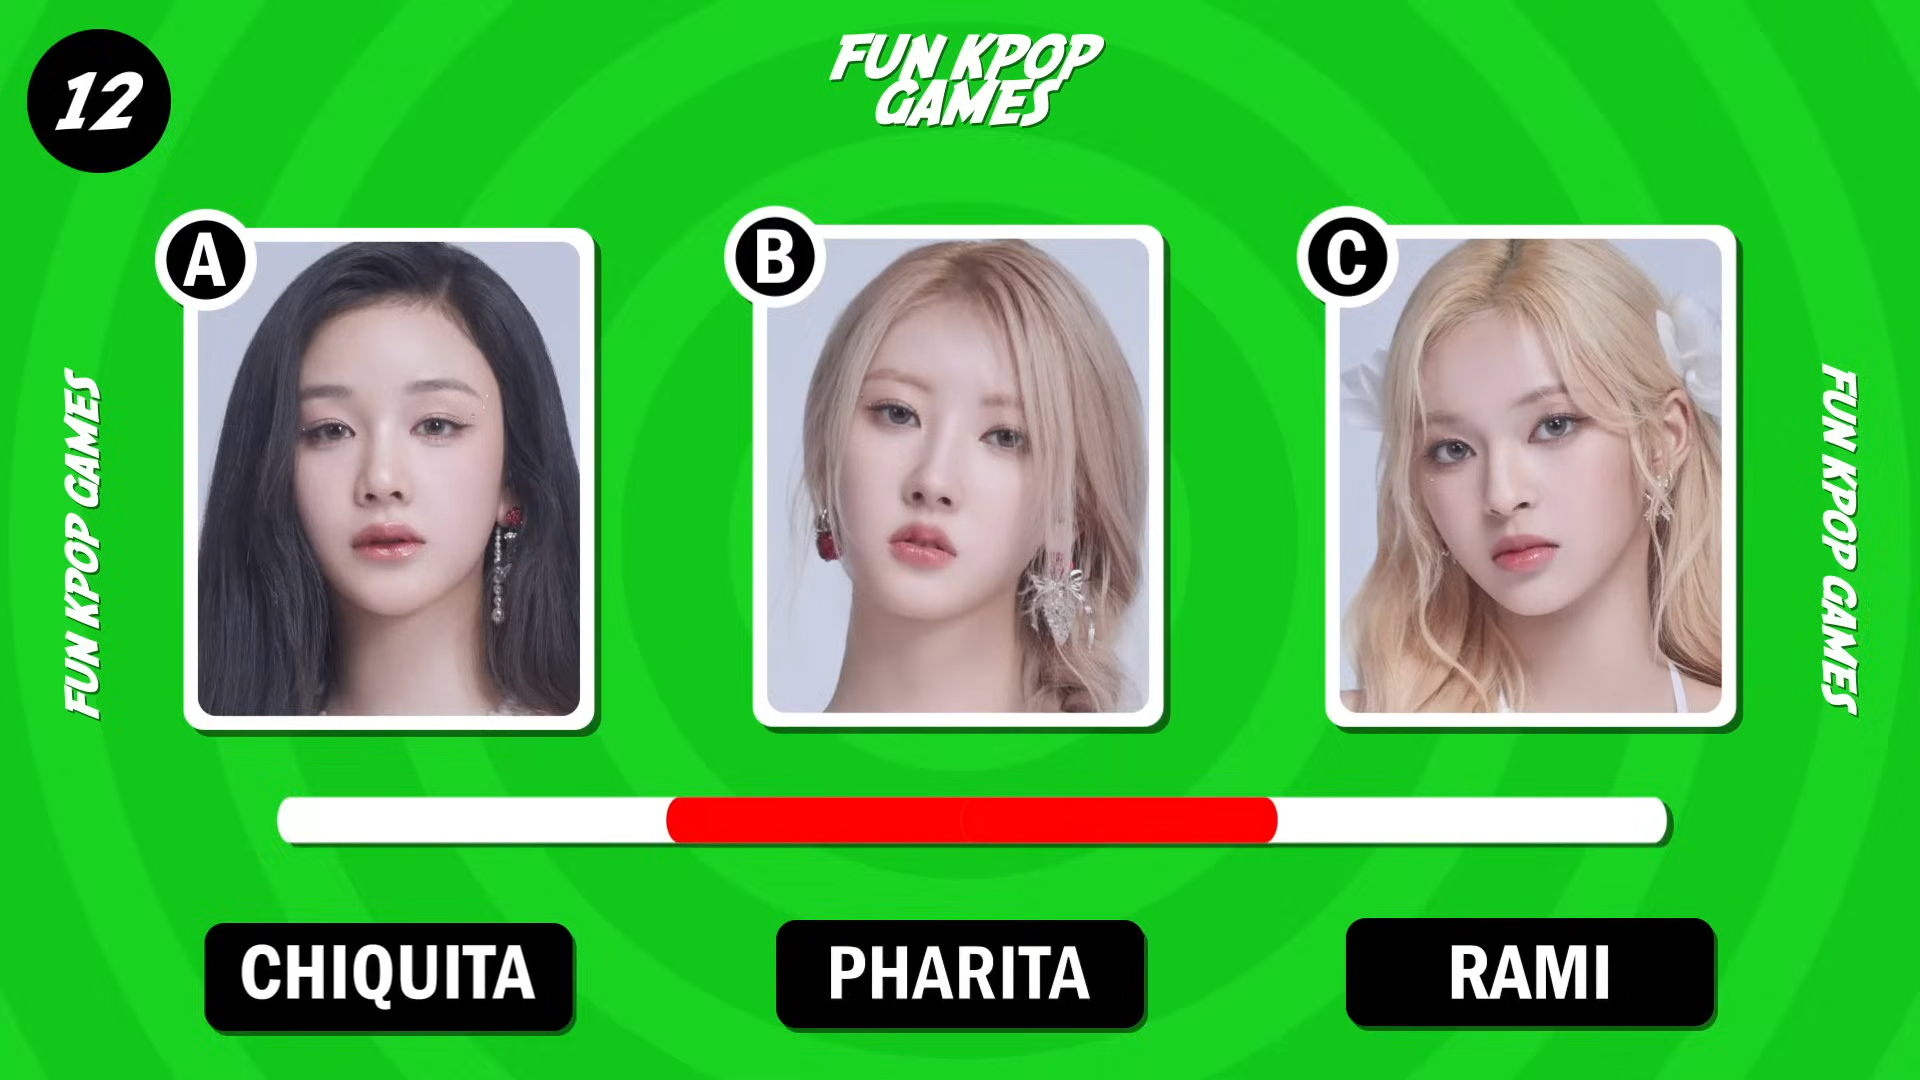 12
FUN KPOP
GAMES
A
B
C
FUN KPOP GAMES
FUN KPOP GAMES
CHIQUITA
PHARITA
RAMI